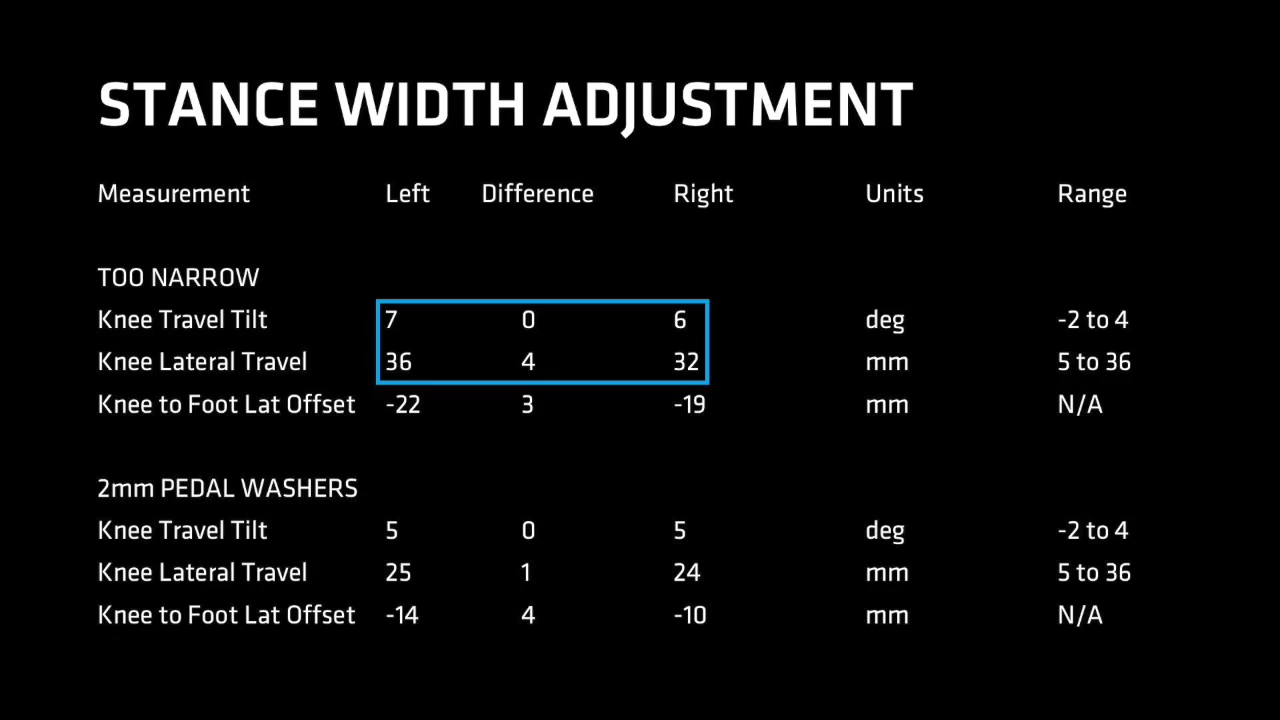 STANCE WIDTH ADJUSTMENT
Measurement Left Difference Right Units Range
TOO NARROW
Knee Travel Tilt 7 0 6 deg -2 to 4
Knee Lateral Travel 36 4 32 mm 5 to 36
Knee to Foot Lat Offset -22 3 -19 mm N/A
2mm PEDAL WASHERS
Knee Travel Tilt 5 0 5 deg -2 to 4
Knee Lateral Travel 25 1 24 mm 5 to 36
Knee to Foot Lat Offset -14 4 -10 mm N/A